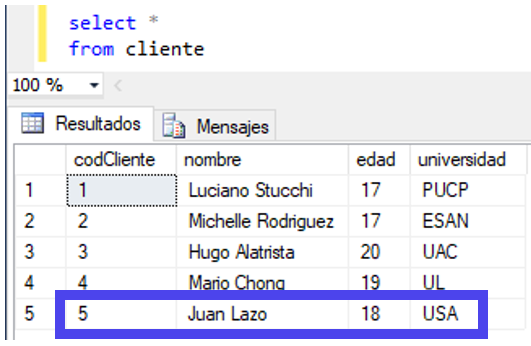 select *
from cliente
100 %
Resultados Mensajes
codCliente nombre edad universidad
1 1 Luciano Stucchi 17 PUCP
2 2 Michelle Rodriguez 17 ESAN
3 3 Hugo Alatrista 20 UAC
4 4 Mario Chong 19 UL
5 5 Juan Lazo 18 USA